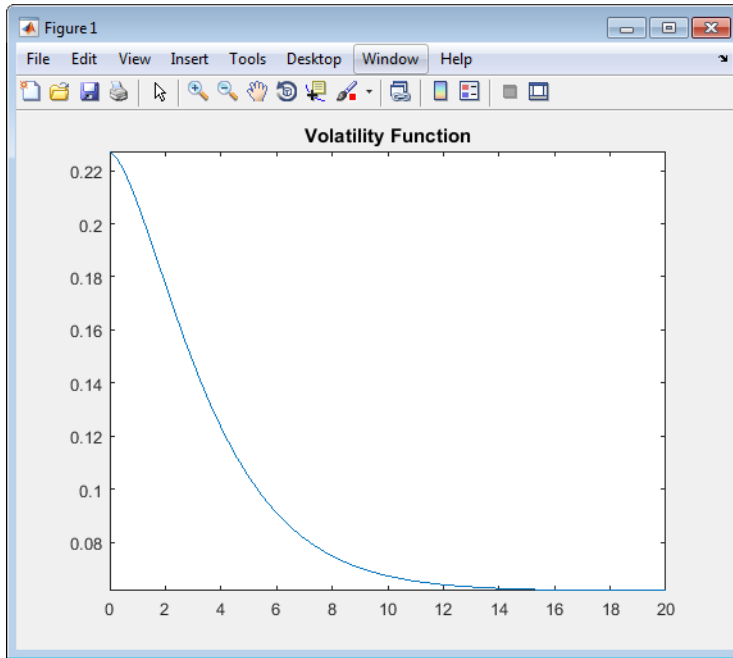 Figure 1
File Edit View Insert Tools Desktop Window Help
Volatility Function
0.22
0.2
0.18
0.16
0.14
0.12
0.1
0.08
0 2 4 6 8 10 12 14 16 18 20